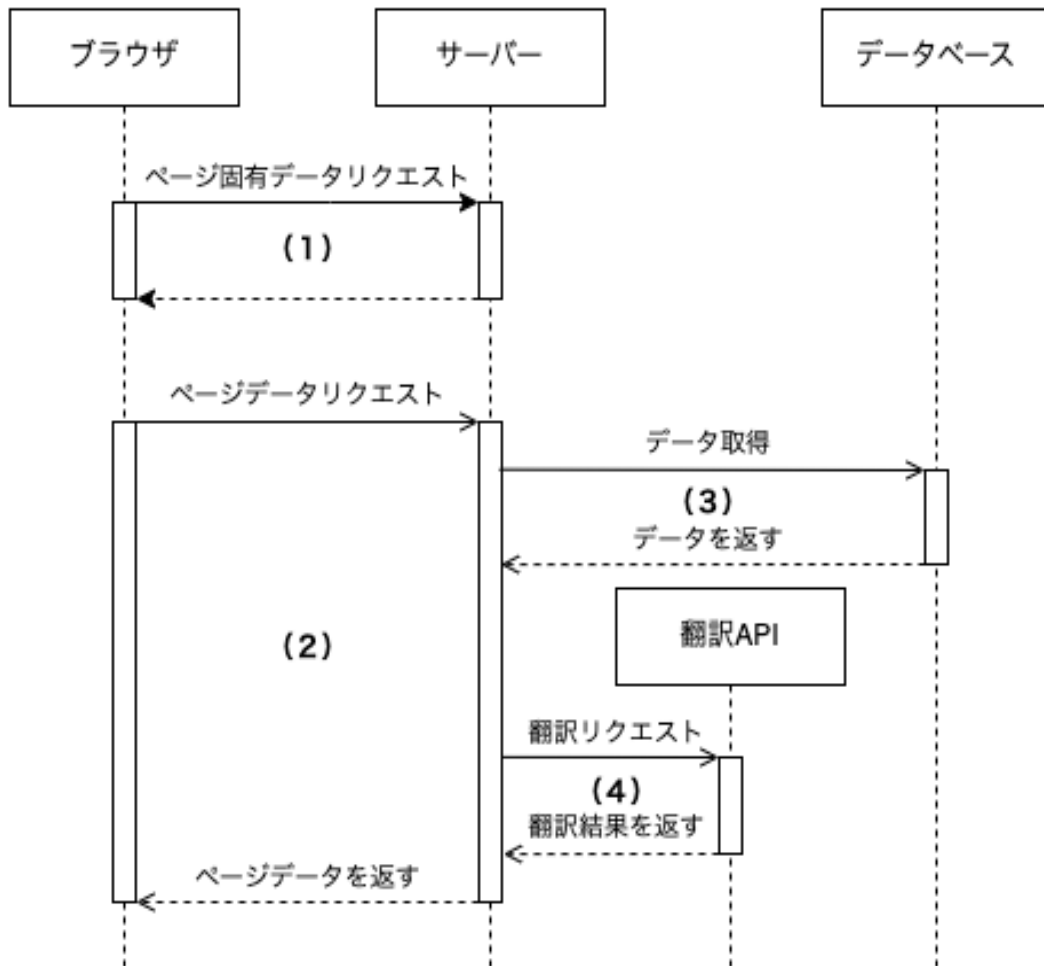 ブラウザ
サーバー
データベース
ページ固有データリクエスト
(1)
ページデータリクエスト
データ取得
(3)
データを返す
翻訳API
(2)
翻訳リクエスト
(4)
翻訳結果を返す
ページデータを返す